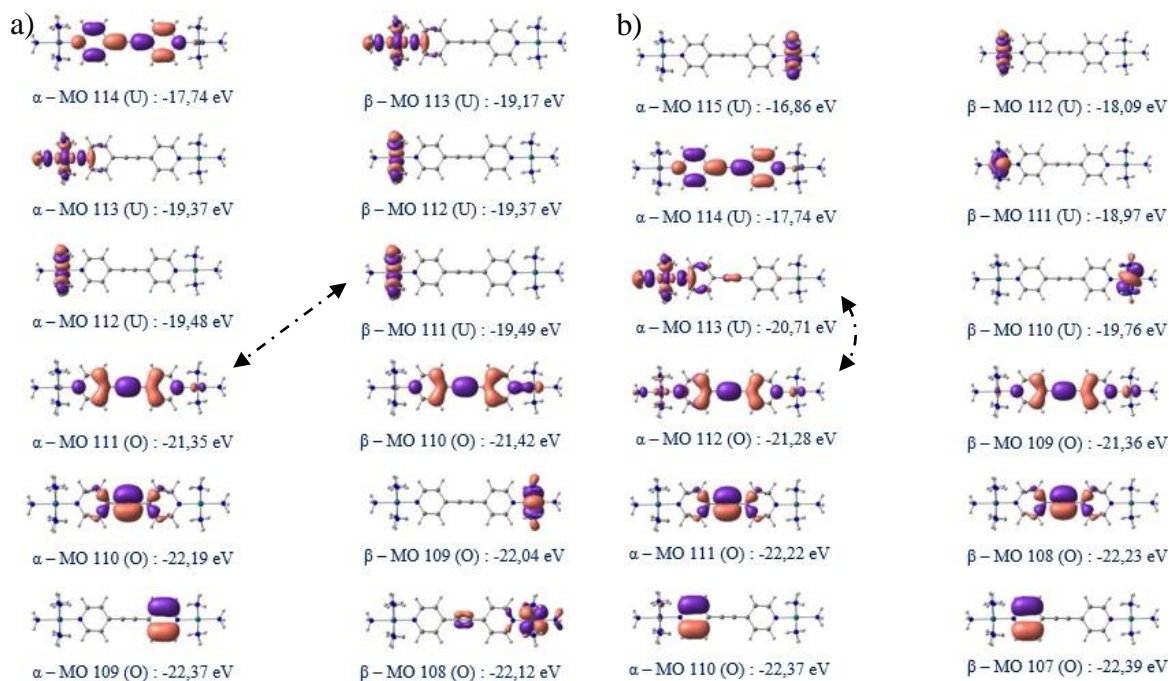 a)
b)
α – MO 114 (U) : -17,74 eV
β – MO 113 (U) : -19,17 eV
α – MO 115 (U) : -16,86 eV
β – MO 112 (U) : -18,09 eV
α – MO 113 (U) : -19,37 eV
β – MO 112 (U) : -19,37 eV
α – MO 114 (U) : -17,74 eV
β – MO 111 (U) : -18,97 eV
α – MO 112 (U) : -19,48 eV
β – MO 111 (U) : -19,49 eV
α – MO 113 (U) : -20,71 eV
β – MO 110 (U) : -19,76 eV
α – MO 111 (O) : -21,35 eV
β – MO 110 (O) : -21,42 eV
α – MO 112 (O) : -21,28 eV
β – MO 109 (O) : -21,36 eV
α – MO 110 (O) : -22,19 eV
β – MO 109 (O) : -22,04 eV
α – MO 111 (O) : -22,22 eV
β – MO 108 (O) : -22,23 eV
α – MO 109 (O) : -22,37 eV
β – MO 108 (O) : -22,12 eV
α – MO 110 (O) : -22,37 eV
β – MO 107 (O) : -22,39 eV